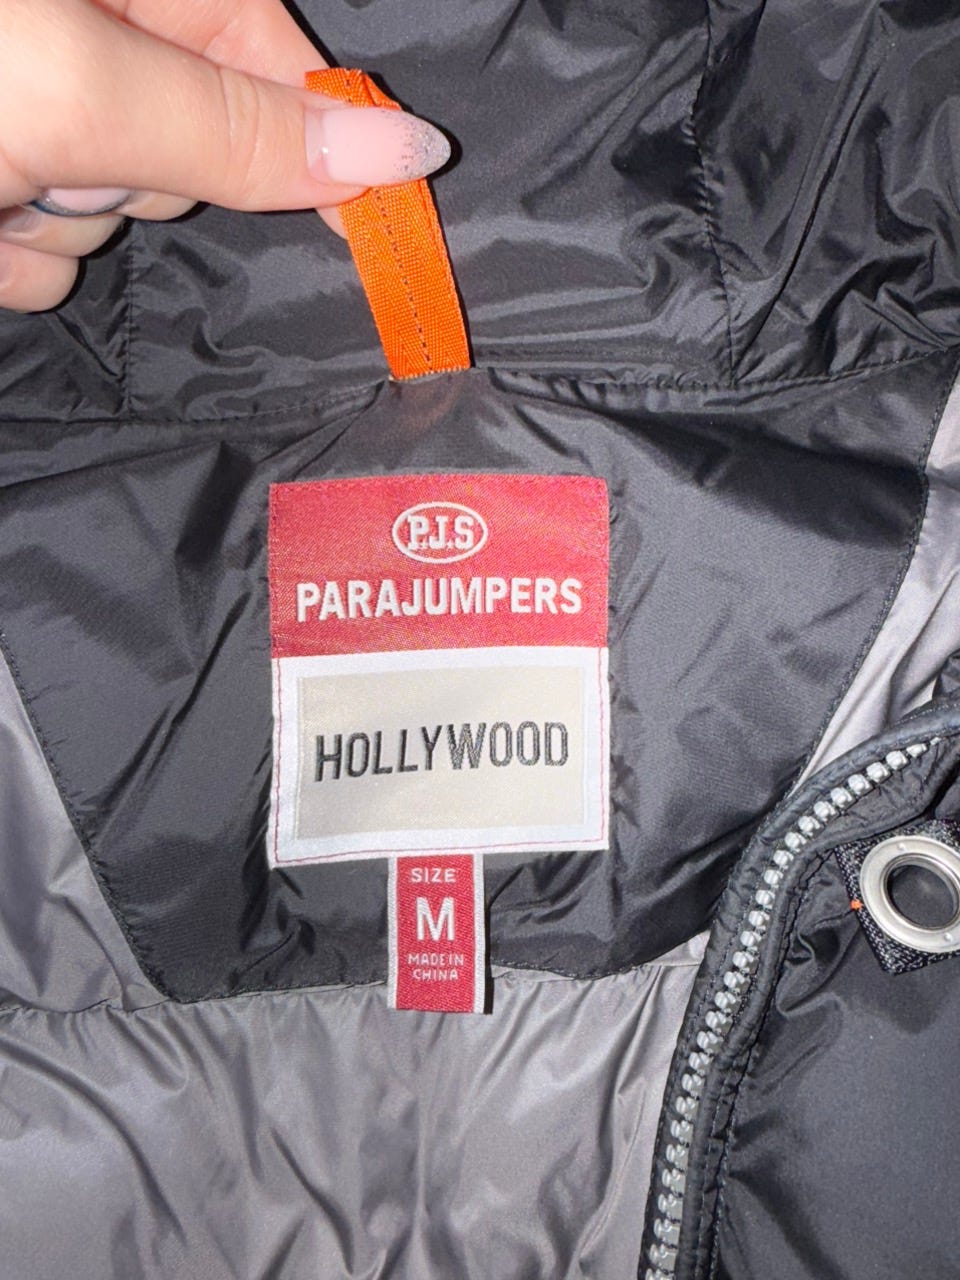 P.J.S
PARAJUMPERS
HOLLYWOOD
SIZE
M
MADE IN
CHINA